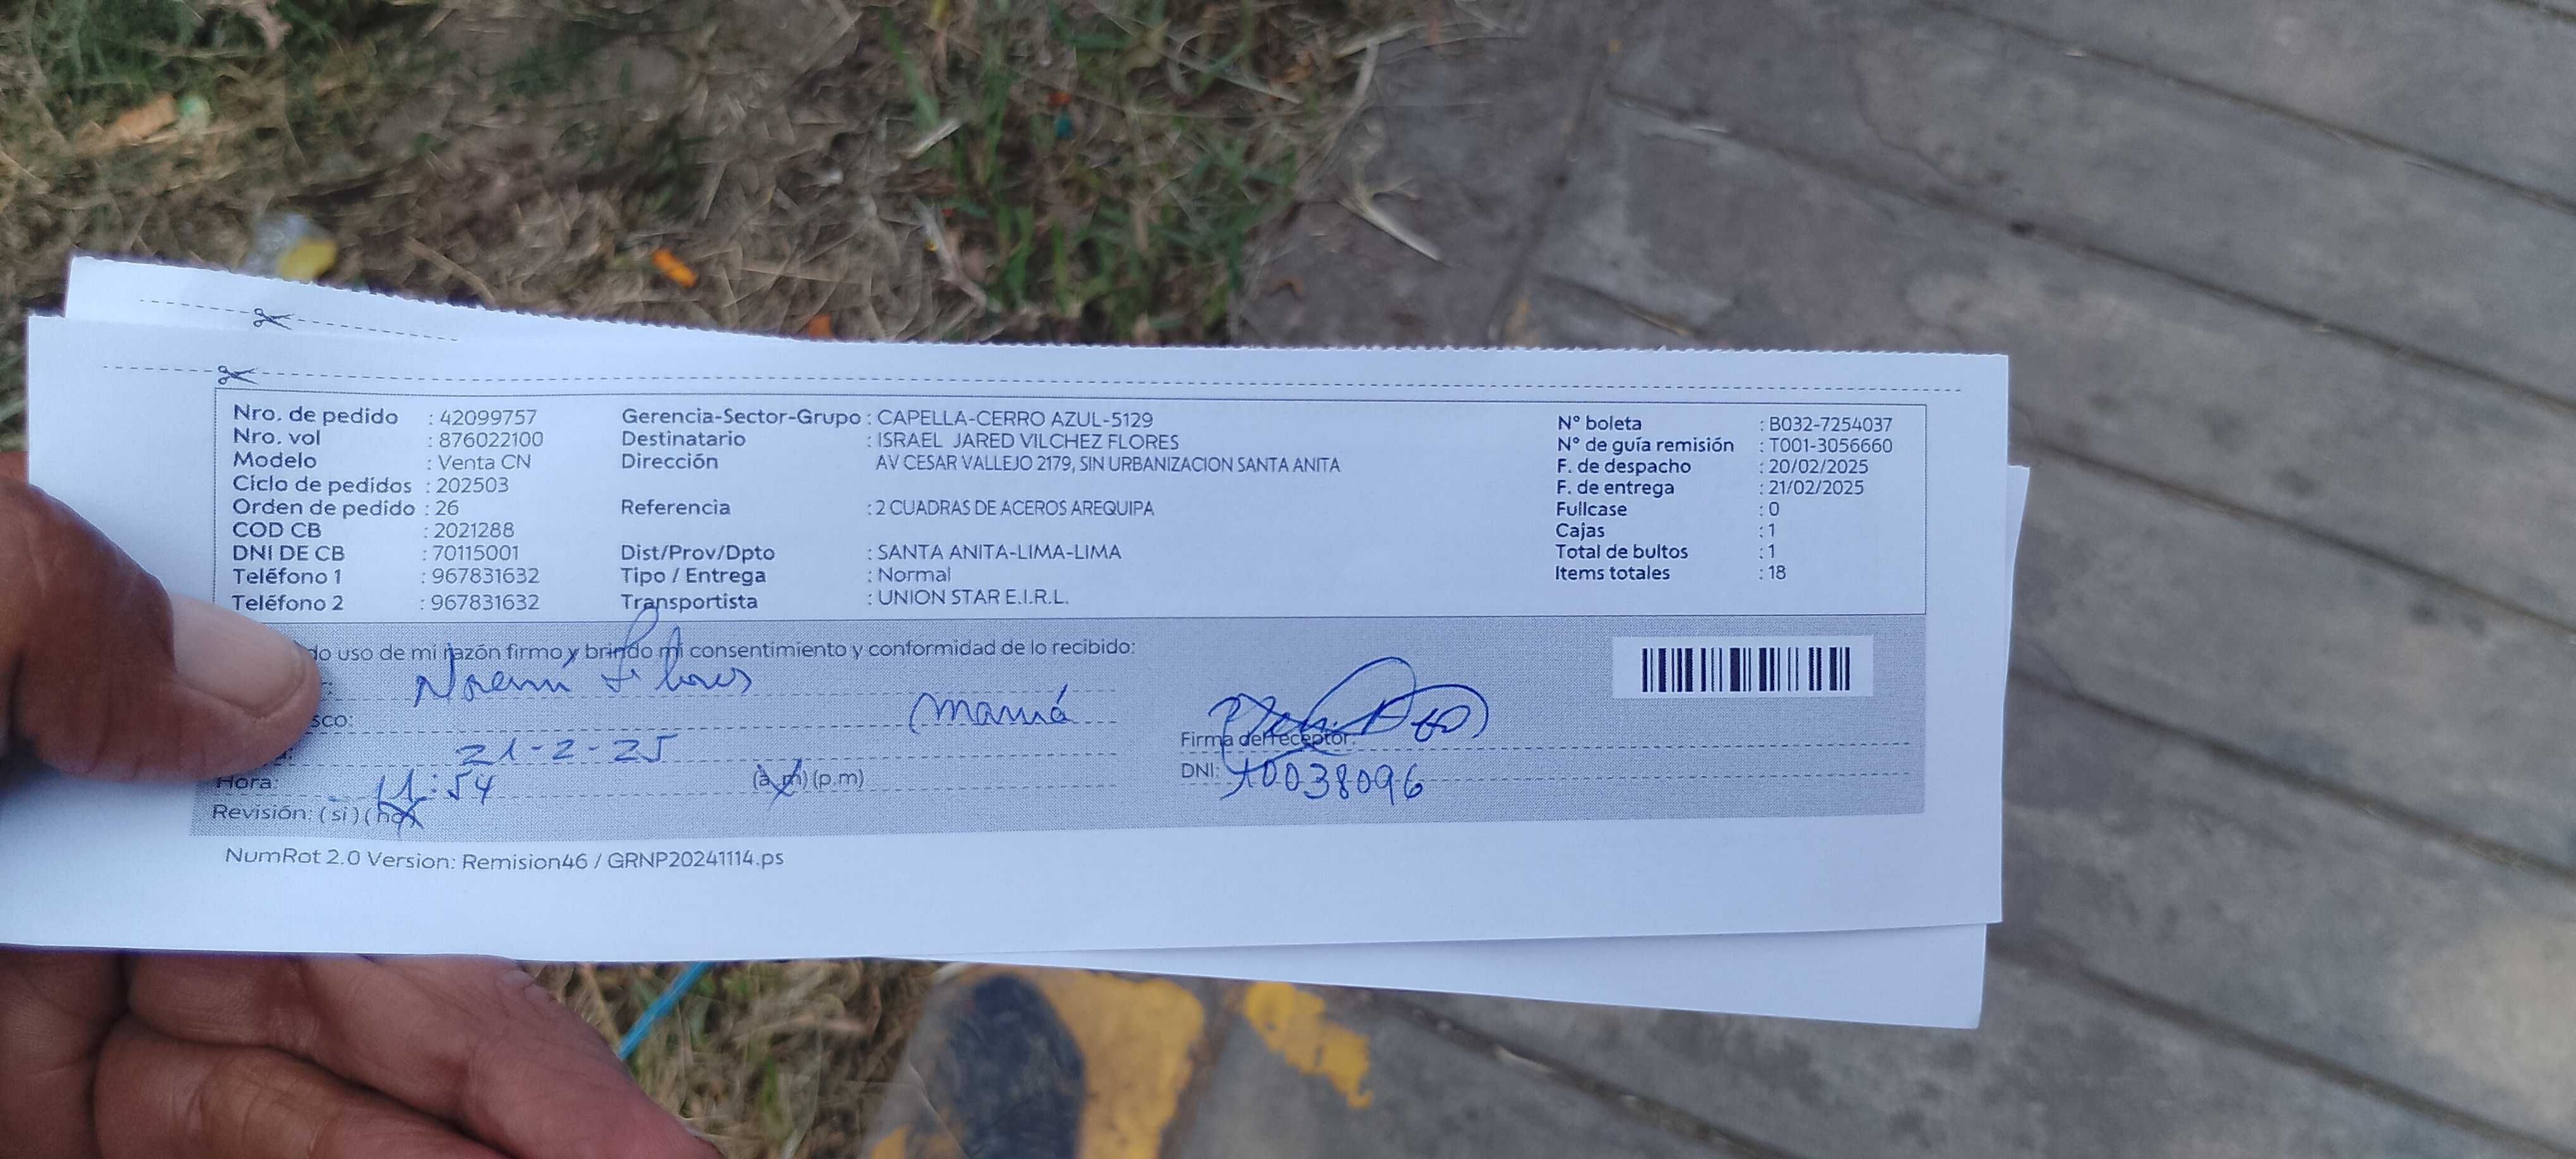 Nro. de pedido : 42099757 Gerencia-Sector-Grupo : CAPELLA-CERRO AZUL-5129 N° boleta : B032-7254037
Nro. vol : 876022100 Destinatario : ISRAEL JARED VILCHEZ FLORES N° de guía remisión : T001-3056660
Modelo : Venta CN Dirección AV CESAR VALLEJO 2179, SIN URBANIZACION SANTA ANITA F. de despacho : 20/02/2025
Ciclo de pedidos : 202503 F. de entrega : 21/02/2025
Orden de pedido : 26 Referencia : 2 CUADRAS DE ACEROS AREQUIPA Fullcase : 0
COD CB : 2021288 Cajas : 1
DNI DE CB : 70115001 Dist/Prov/Dpto : SANTA ANITA-LIMA-LIMA Total de bultos : 1
Teléfono 1 : 967831632 Tipo / Entrega : Normal Items totales : 18
Teléfono 2 : 967831632 Transportista : UNION STAR E.I.R.L.
do uso de mi razón firmo y brindo mi consentimiento y conformidad de lo recibido:
Noemí Flores
sco: mamá
21-2-25 Firma del receptor:
Hora: 11:54 (a.m) (p.m) DNI: 10038096
Revisión: ( si ) ( no )
NumRot 2.0 Version: Remision46 / GRNP20241114.ps